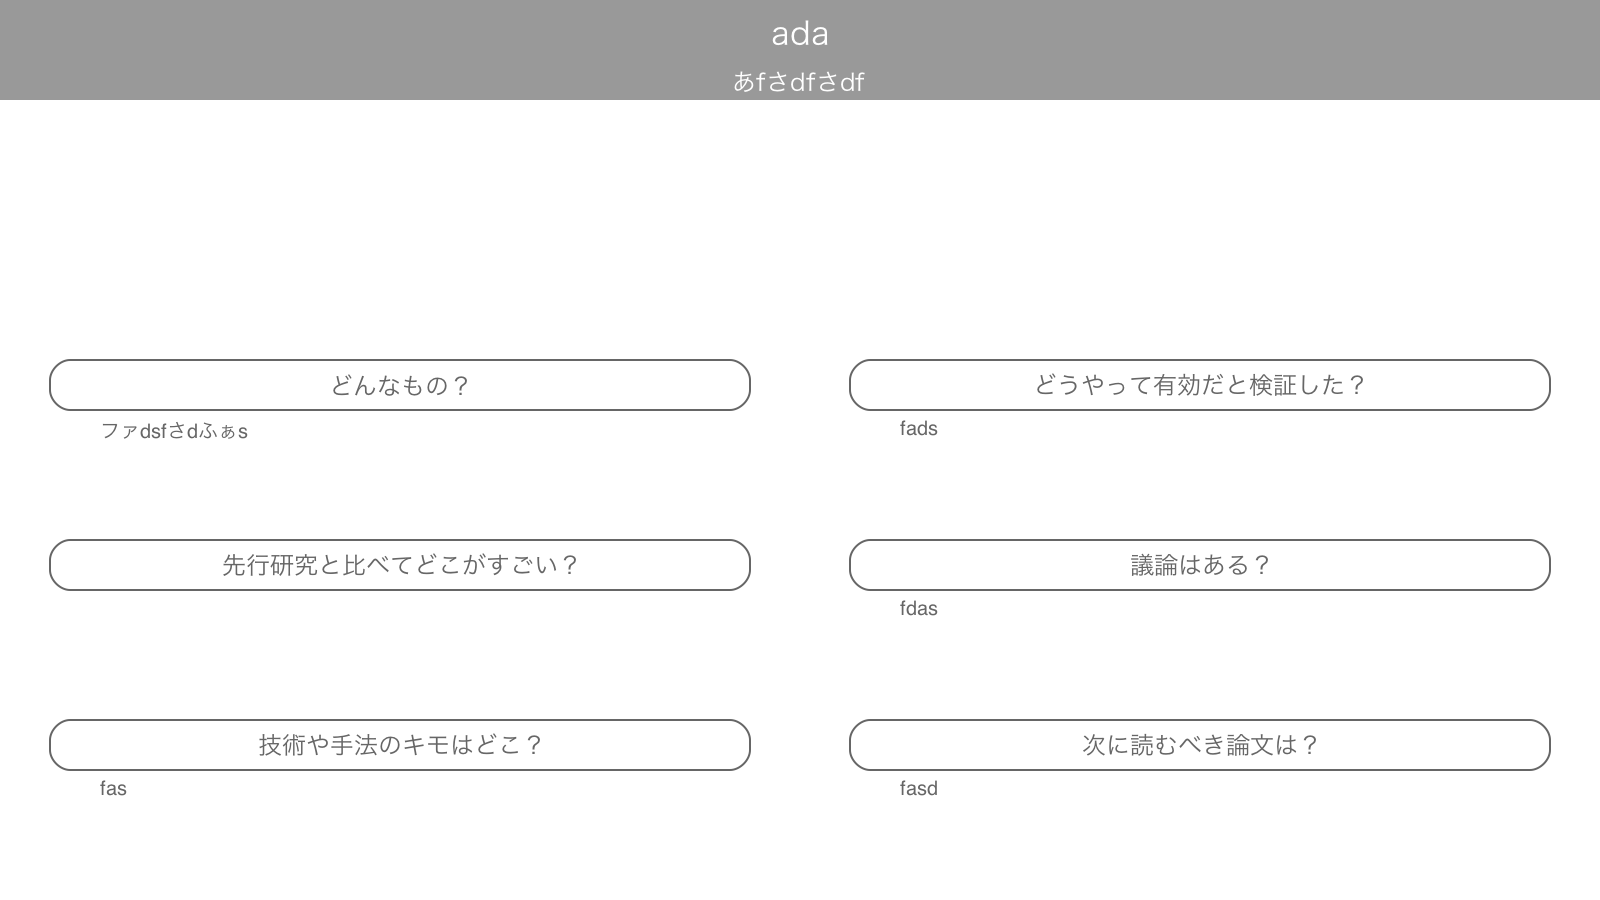 ada
あfさdfさdf
どんなもの？
ファdsfさdふぁs
先行研究と比べてどこがすごい？
技術や手法のキモはどこ？
fas
どうやって有効だと検証した？
fads
議論はある？
fdas
次に読むべき論文は？
fasd